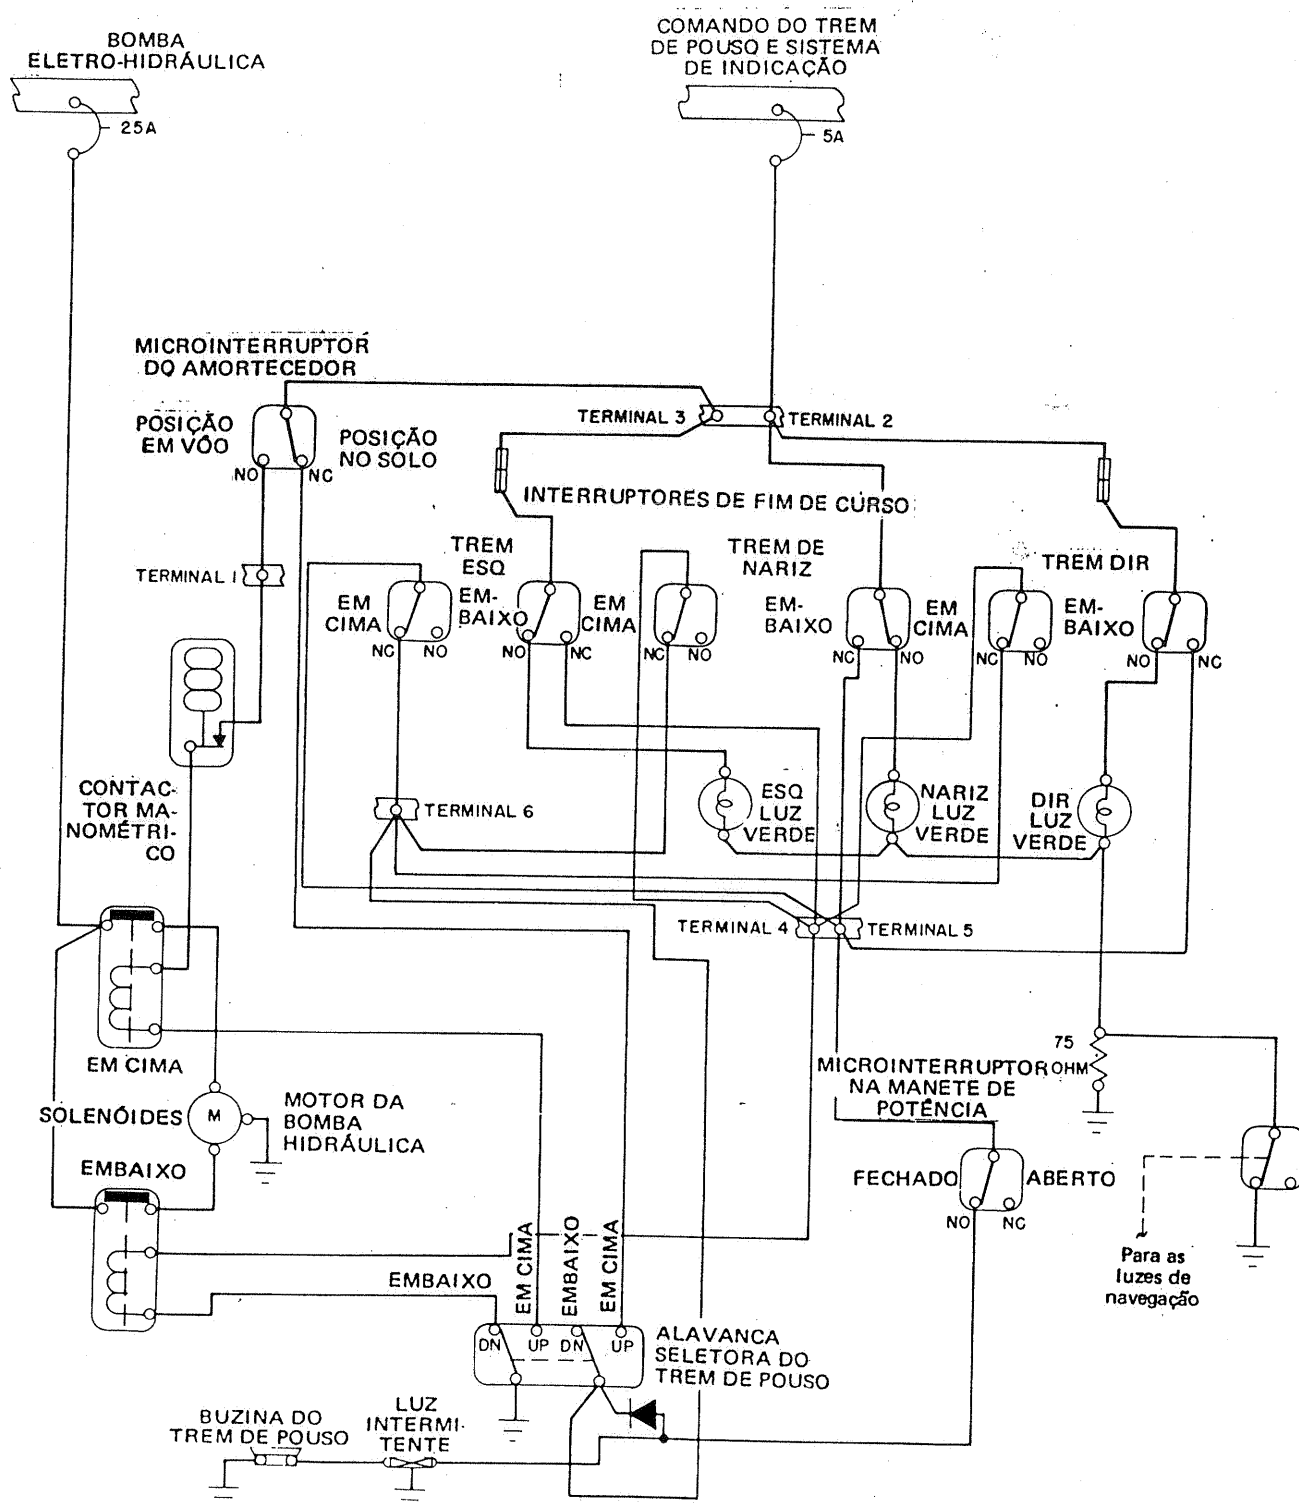 BOMBA
ELETRO-HIDRÁULICA
25A
COMANDO DO TREM
DE POUSO E SISTEMA
DE INDICAÇÃO
5A
MICROINTERRUPTOR
DO AMORTECEDOR
POSIÇÃO
EM VÔO
POSIÇÃO
NO SOLO
NO
NC
TERMINAL 3
TERMINAL 2
INTERRUPTORES DE FIM DE CURSO
TERMINAL 1
EM
CIMA
NC
NO
TREM
ESQ
EM-
BAIXO
NO
NC
EM
CIMA
NC
NO
TREM DE
NARIZ
EM-
BAIXO
NC
NO
EM
CIMA
NC
NO
TREM DIR
EM-
BAIXO
NO
NC
CONTAC-
TOR MA-
NOMÉTRI-
CO
TERMINAL 6
ESQ
LUZ
VERDE
NARIZ
LUZ
VERDE
DIR
LUZ
VERDE
TERMINAL 4
TERMINAL 5
EM CIMA
SOLENÓIDES
M
MOTOR DA
BOMBA
HIDRÁULICA
EMBAIXO
75
OHM
MICROINTERRUPTOR
NA MANETE DE
POTÊNCIA
FECHADO
ABERTO
NO
NC
Para as
luzes de
navegação
EMBAIXO
EM CIMA
EMBAIXO
EM CIMA
DN
UP
DN
UP
ALAVANCA
SELETORA DO
TREM DE POUSO
BUZINA DO
TREM DE POUSO
LUZ
INTERMI-
TENTE